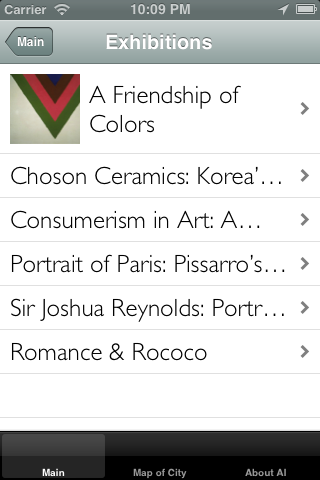 Carrier 10:09 PM
Main Exhibitions
A Friendship of
Colors
Choson Ceramics: Korea’…
Consumerism in Art: A…
Portrait of Paris: Pissarro’s…
Sir Joshua Reynolds: Portr…
Romance & Rococo
Main Map of City About AI